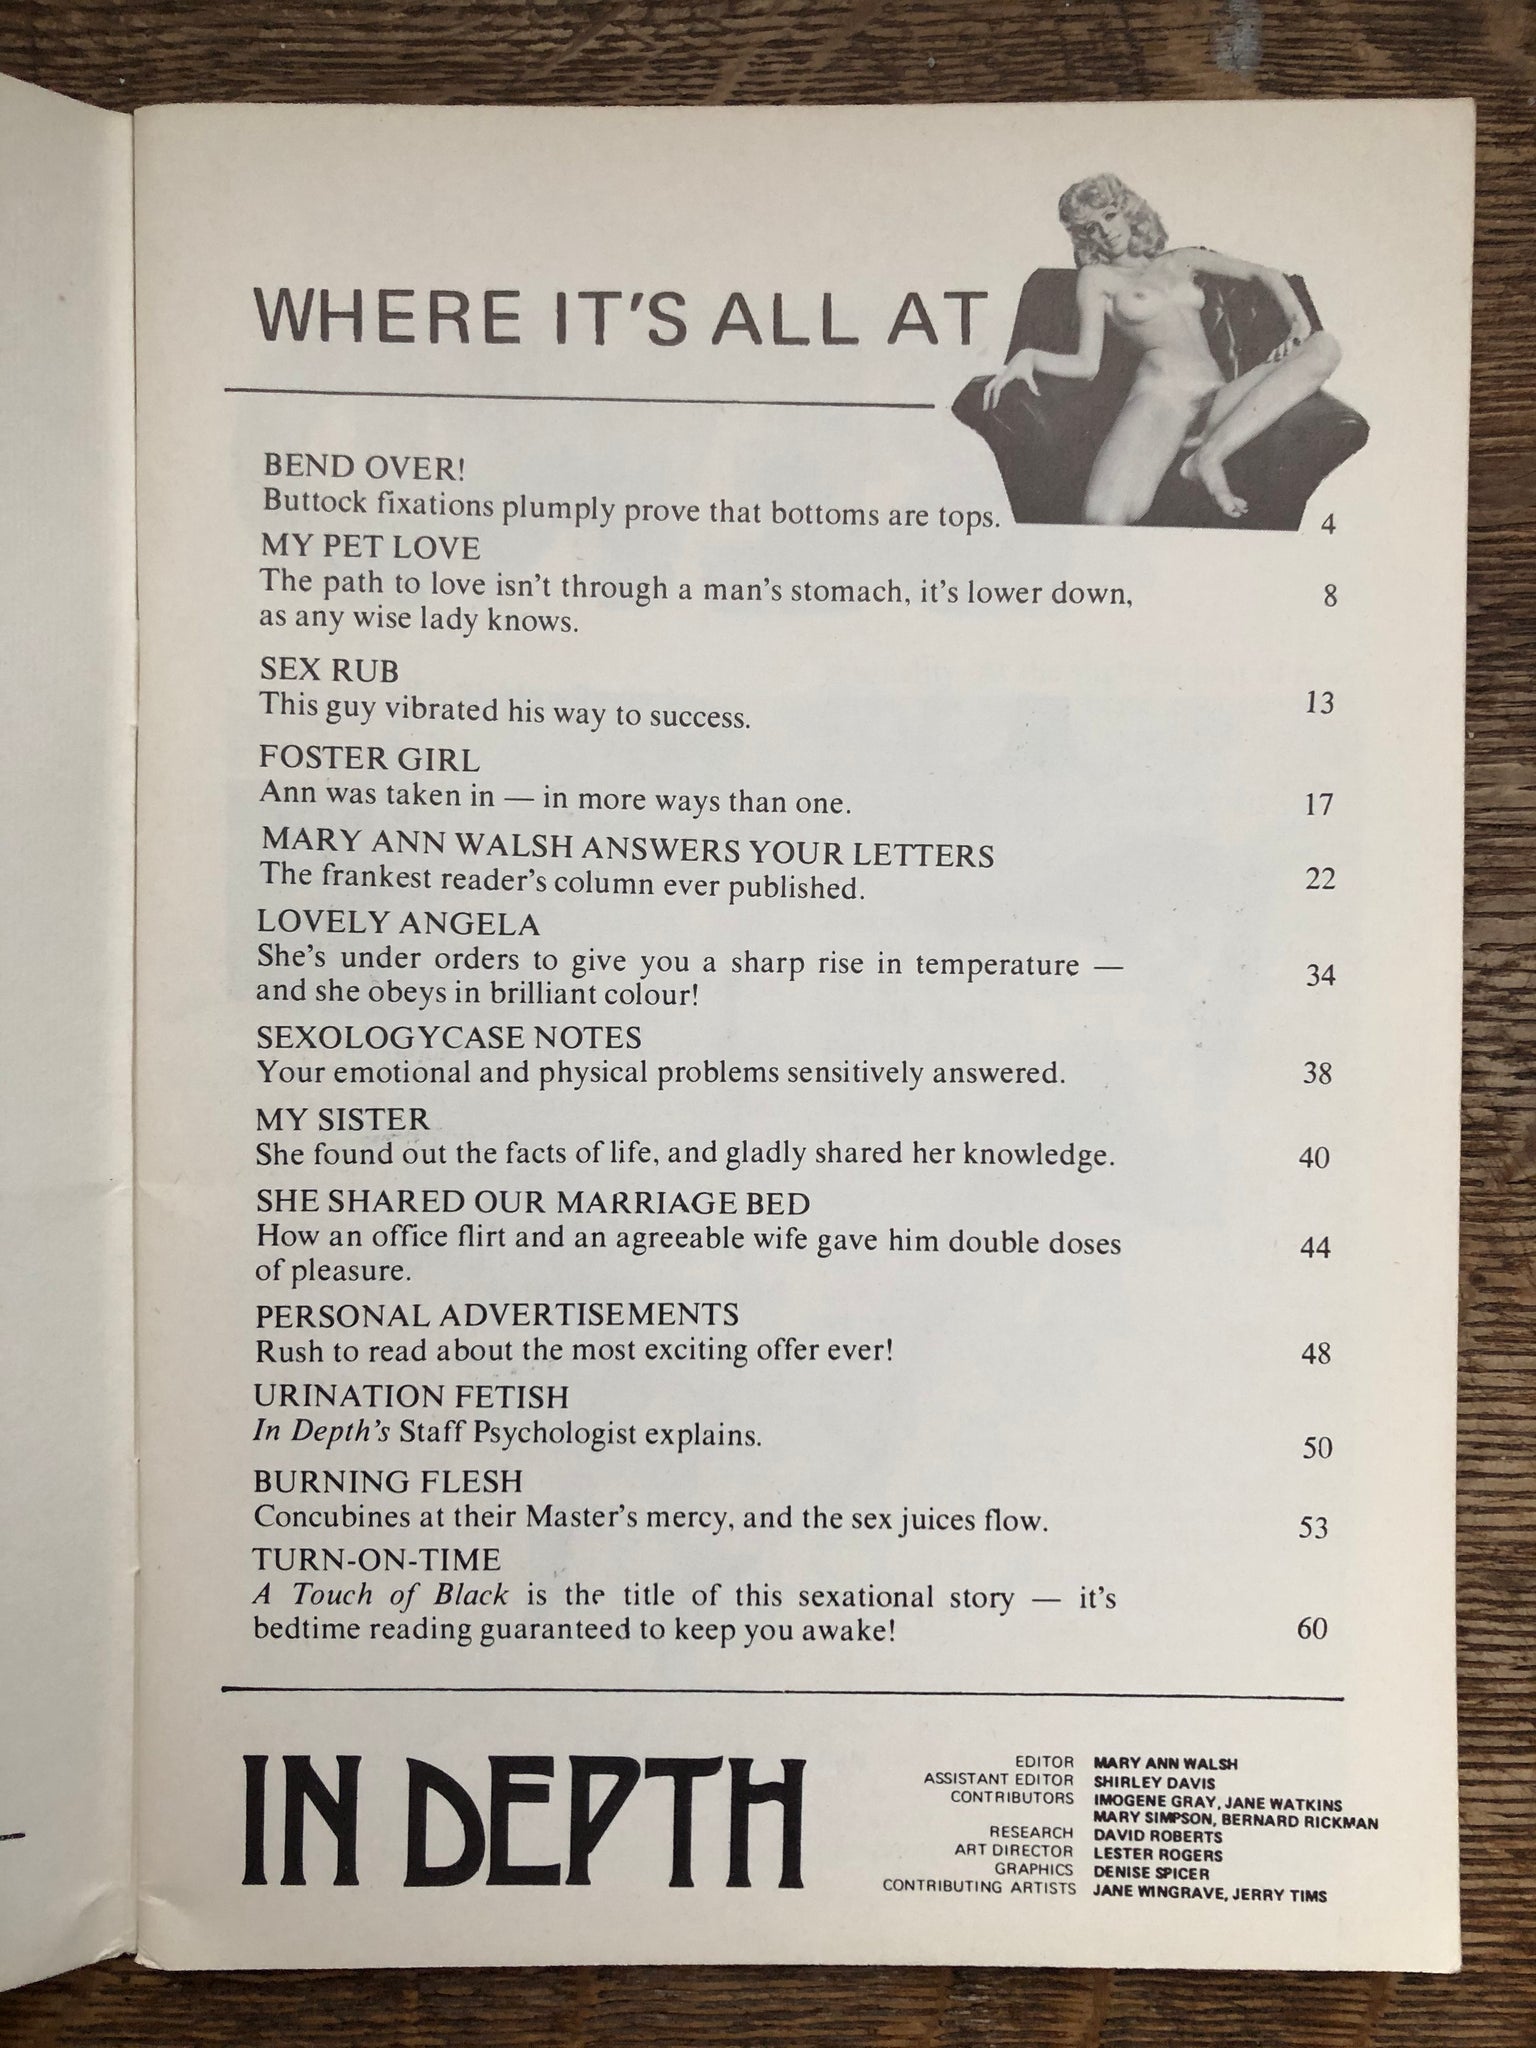 WHERE IT'S ALL AT
BEND OVER!
Buttock fixations plumply prove that bottoms are tops. 4
MY PET LOVE
The path to love isn't through a man's stomach, it's lower down, 8
as any wise lady knows.
SEX RUB
This guy vibrated his way to success. 13
FOSTER GIRL
Ann was taken in — in more ways than one. 17
MARY ANN WALSH ANSWERS YOUR LETTERS
The frankest reader's column ever published. 22
LOVELY ANGELA
She's under orders to give you a sharp rise in temperature — 34
and she obeys in brilliant colour!
SEXOLOGYCASE NOTES
Your emotional and physical problems sensitively answered. 38
MY SISTER
She found out the facts of life, and gladly shared her knowledge. 40
SHE SHARED OUR MARRIAGE BED
How an office flirt and an agreeable wife gave him double doses 44
of pleasure.
PERSONAL ADVERTISEMENTS
Rush to read about the most exciting offer ever! 48
URINATION FETISH
In Depth's Staff Psychologist explains. 50
BURNING FLESH
Concubines at their Master's mercy, and the sex juices flow. 53
TURN-ON-TIME
A Touch of Black is the title of this sexational story — it's
bedtime reading guaranteed to keep you awake! 60
IN DEPTH
EDITOR MARY ANN WALSH
ASSISTANT EDITOR SHIRLEY DAVIS
CONTRIBUTORS IMOGENE GRAY, JANE WATKINS
MARY SIMPSON, BERNARD RICKMAN
RESEARCH DAVID ROBERTS
ART DIRECTOR LESTER ROGERS
GRAPHICS DENISE SPICER
CONTRIBUTING ARTISTS JANE WINGRAVE, JERRY TIMS